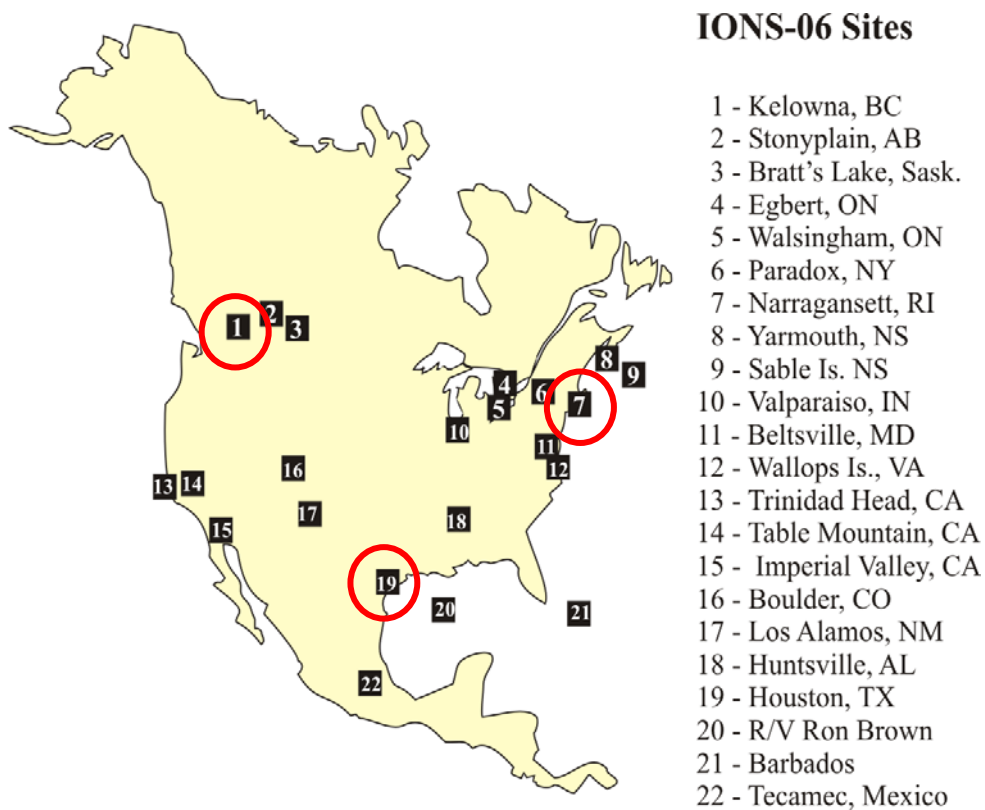 IONS-06 Sites
1 - Kelowna, BC
2 - Stonyplain, AB
3 - Bratt's Lake, Sask.
4 - Egbert, ON
5 - Walsingham, ON
6 - Paradox, NY
7 - Narragansett, RI
8 - Yarmouth, NS
9 - Sable Is. NS
10 - Valparaiso, IN
11 - Beltsville, MD
12 - Wallops Is., VA
13 - Trinidad Head, CA
14 - Table Mountain, CA
15 - Imperial Valley, CA
16 - Boulder, CO
17 - Los Alamos, NM
18 - Huntsville, AL
19 - Houston, TX
20 - R/V Ron Brown
21 - Barbados
22 - Tecamec, Mexico
1
2
3
4
5
6
7
8
9
10
11
12
13
14
15
16
17
18
19
20
21
22